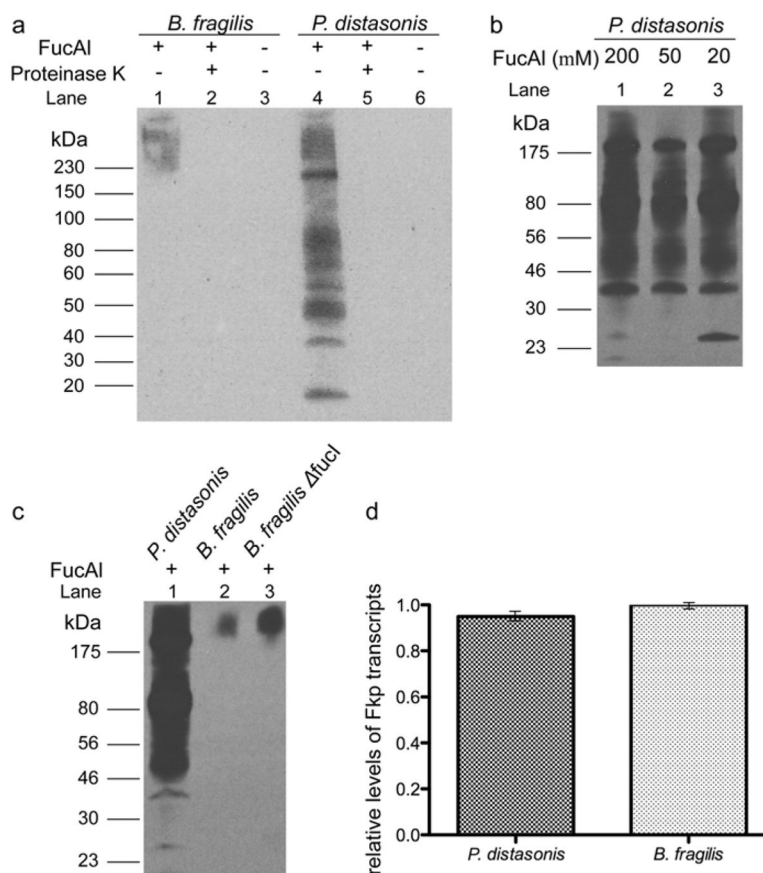 a
B. fragilis P. distasonis
FucAl + + - + + -
Proteinase K - + - - + -
Lane 1 2 3 4 5 6
kDa
230
150
100
80
60
50
40
30
20
b
P. distasonis
FucAl (mM) 200 50 20
Lane 1 2 3
kDa
175
80
56
46
30
23
c
P. distasonis B. fragilis B. fragilis ΔfucI
FucAl + + +
Lane 1 2 3
kDa
175
80
56
46
30
23
d
relative levels of Fkp transcripts
1.0
0.8
0.6
0.4
0.2
0.0
P. distasonis B. fragilis